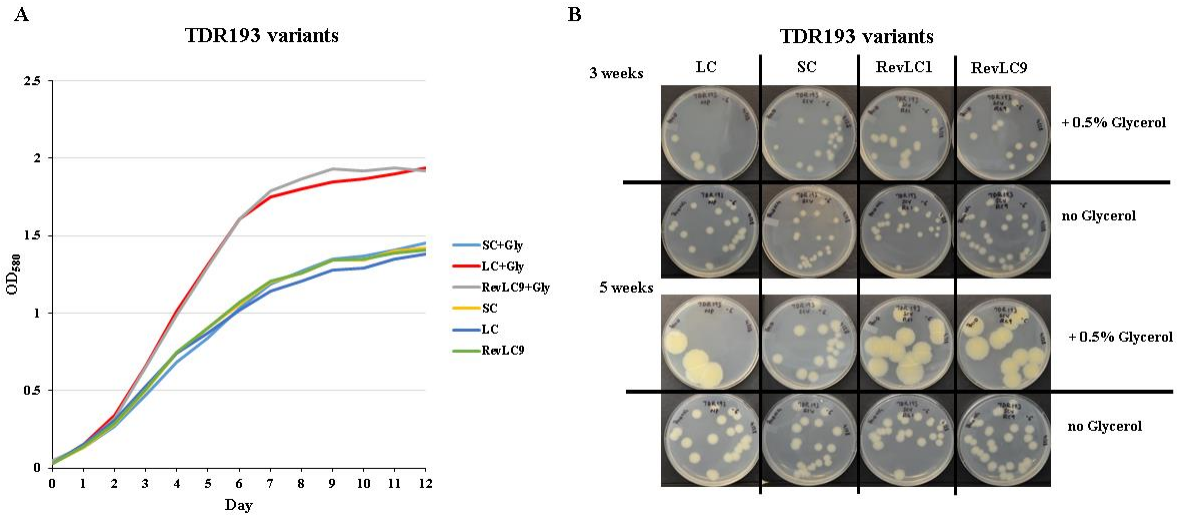 A
TDR193 variants
2.5
2
1.5
1
0.5
0
0 1 2 3 4 5 6 7 8 9 10 11 12
OD580
Day
SC+Gly
LC+Gly
RevLC9+Gly
SC
LC
RevLC9
B
TDR193 variants
LC SC RevLC1 RevLC9
3 weeks
+ 0.5% Glycerol
no Glycerol
5 weeks
+ 0.5% Glycerol
no Glycerol